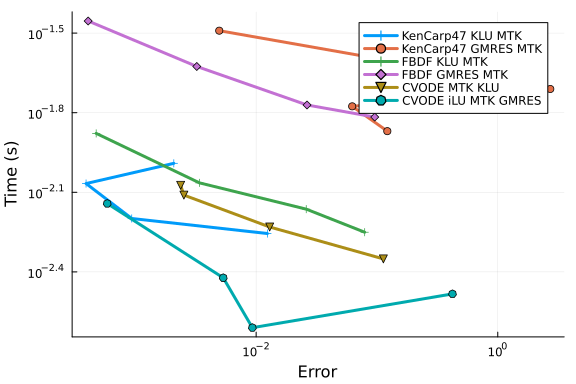 KenCarp47 KLU MTK
KenCarp47 GMRES MTK
FBDF KLU MTK
FBDF GMRES MTK
CVODE MTK KLU
CVODE iLU MTK GMRES
10^-1.5
10^-1.8
10^-2.1
10^-2.4
Time (s)
10^-2
10^0
Error